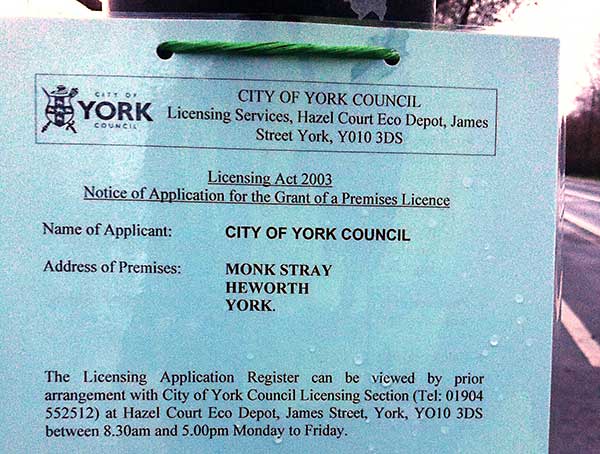 CITY OF
YORK
COUNCIL
CITY OF YORK COUNCIL
Licensing Services, Hazel Court Eco Depot, James
Street York, Y010 3DS
Licensing Act 2003
Notice of Application for the Grant of a Premises Licence
Name of Applicant: CITY OF YORK COUNCIL
Address of Premises: MONK STRAY
HEWORTH
YORK.
The Licensing Application Register can be viewed by prior
arrangement with City of York Council Licensing Section (Tel: 01904
552512) at Hazel Court Eco Depot, James Street, York, YO10 3DS
between 8.30am and 5.00pm Monday to Friday.